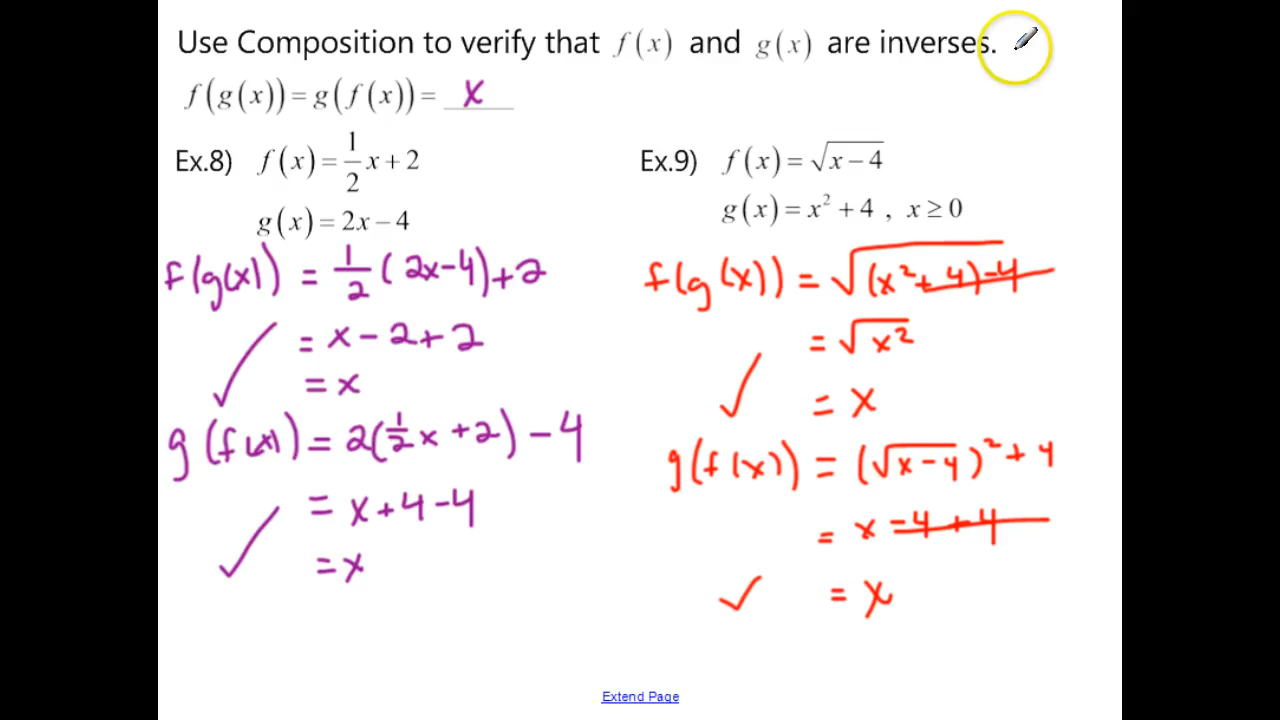 Use Composition to verify that f(x) and g(x) are inverses.
f(g(x)) = g(f(x)) = x
Ex.8) f(x) = 1/2 x + 2
g(x) = 2x − 4
f(g(x)) = 1/2 (2x−4)+2
= x − 2 + 2
= x
g(f(x)) = 2(1/2 x + 2) − 4
= x + 4 − 4
= x
Ex.9) f(x) = √(x − 4)
g(x) = x² + 4 , x ≥ 0
f(g(x)) = √((x²+4)−4)
= √(x²)
= x
g(f(x)) = (√(x−4))² + 4
= x − 4 + 4
= x
Extend Page